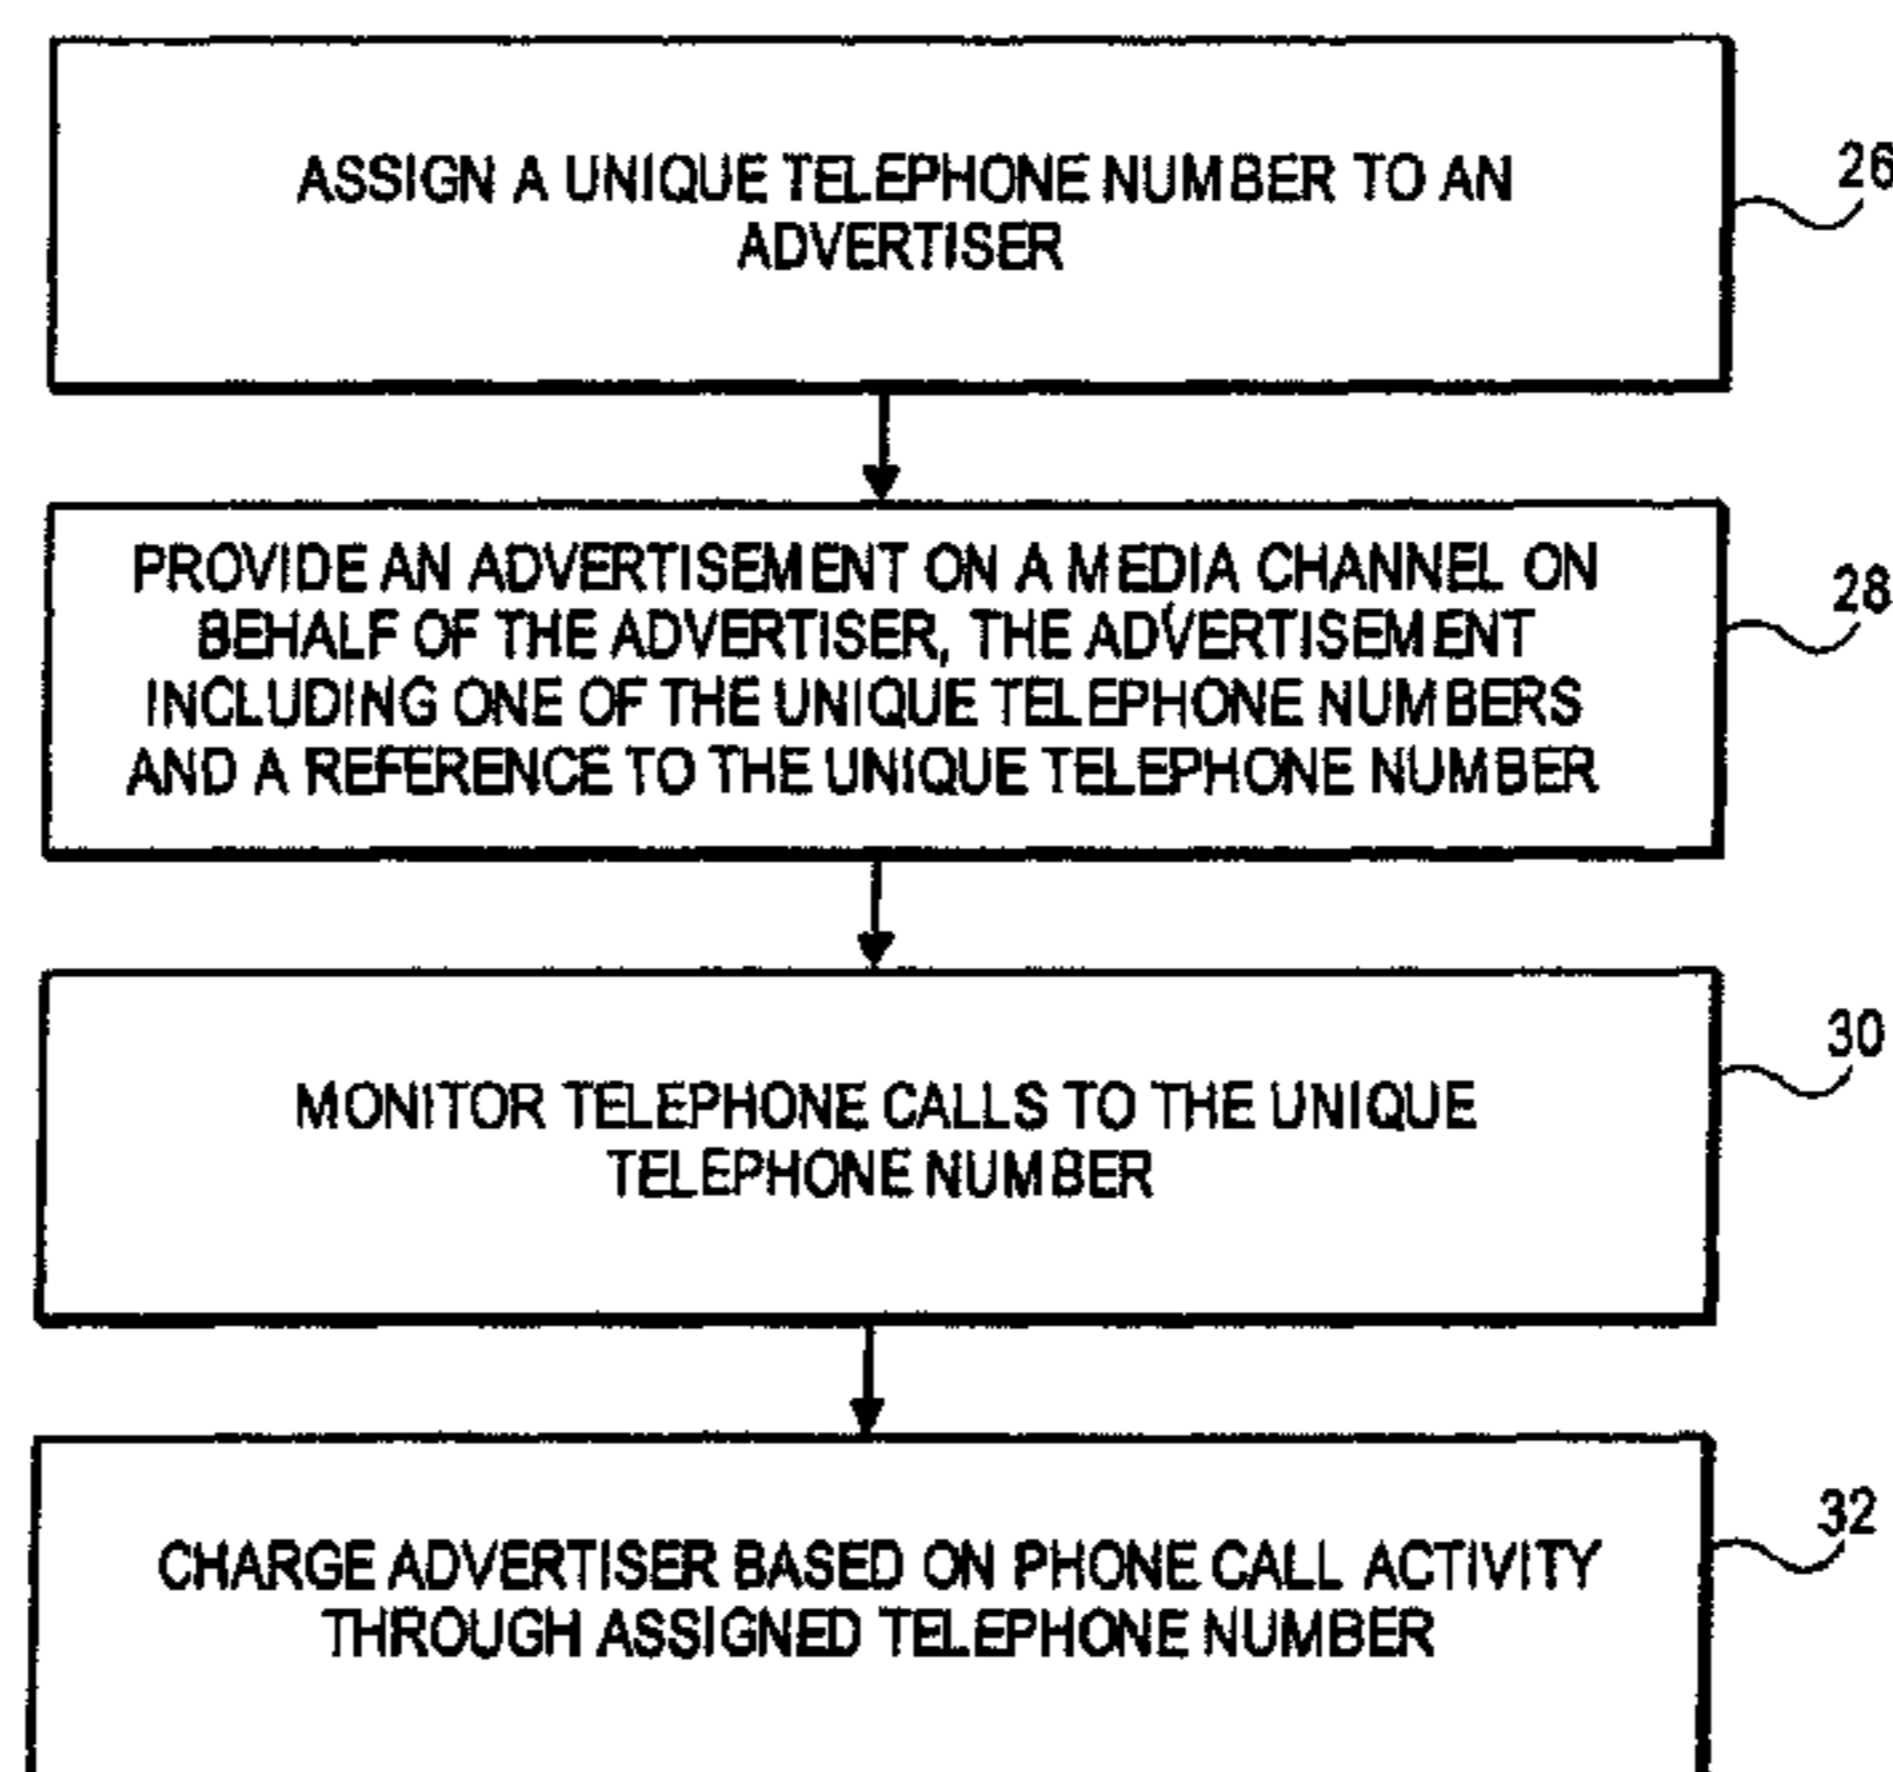 ASSIGN A UNIQUE TELEPHONE NUMBER TO AN
ADVERTISER
26
PROVIDE AN ADVERTISEMENT ON A MEDIA CHANNEL ON
BEHALF OF THE ADVERTISER, THE ADVERTISEMENT
INCLUDING ONE OF THE UNIQUE TELEPHONE NUMBERS
AND A REFERENCE TO THE UNIQUE TELEPHONE NUMBER
28
MONITOR TELEPHONE CALLS TO THE UNIQUE
TELEPHONE NUMBER
30
CHARGE ADVERTISER BASED ON PHONE CALL ACTIVITY
THROUGH ASSIGNED TELEPHONE NUMBER
32